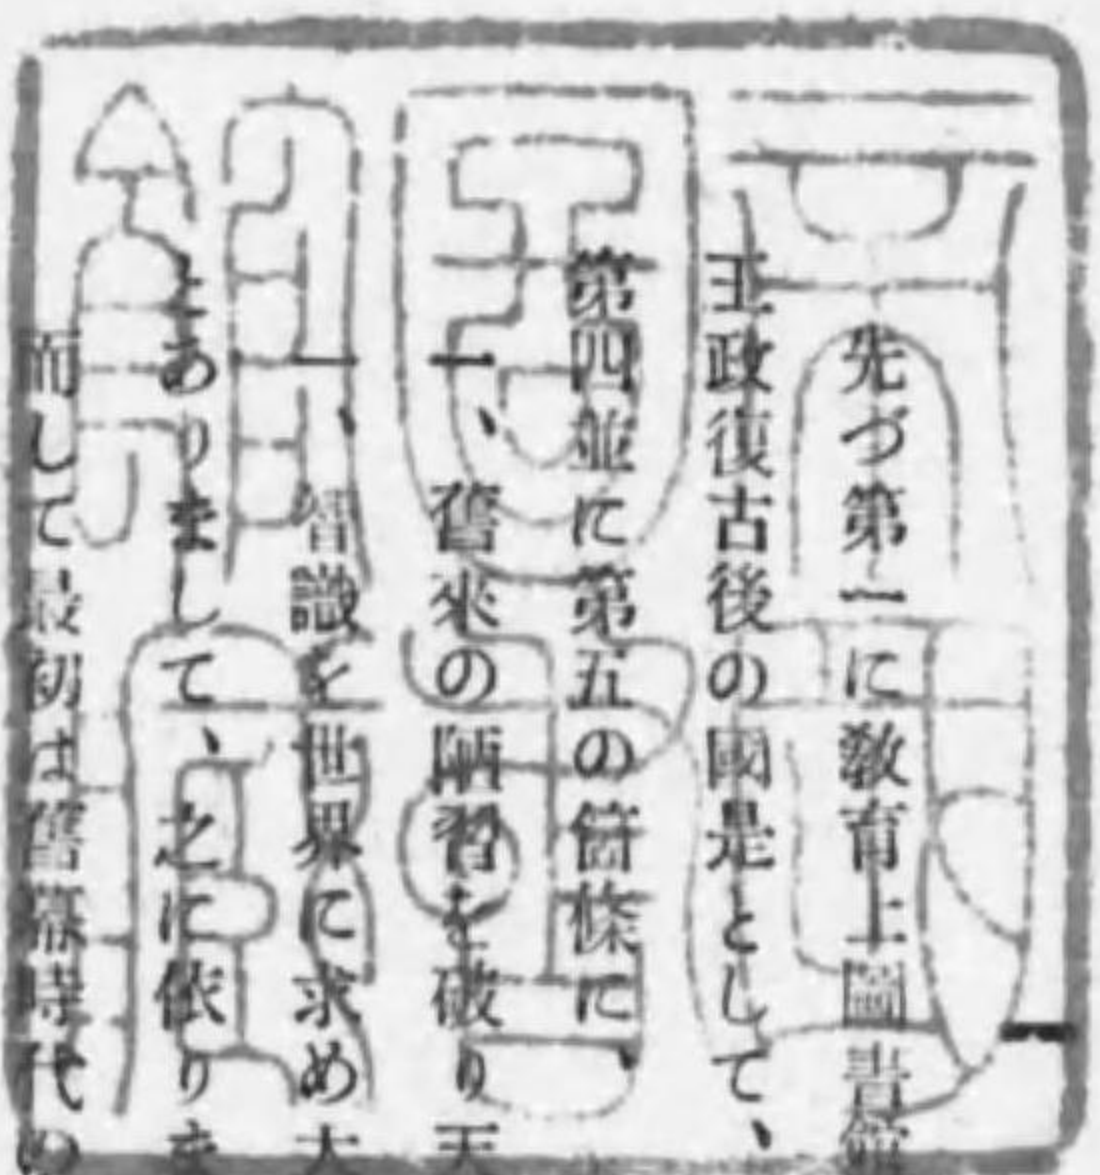 先づ第一に敎育上圖書館
王政復古後の國是として、
第四並に第五の箇條に、
一、舊來の陋習を破り天
一、智識を世界に求め大
とありまして、之に依りま
而して最初は舊幕時代の